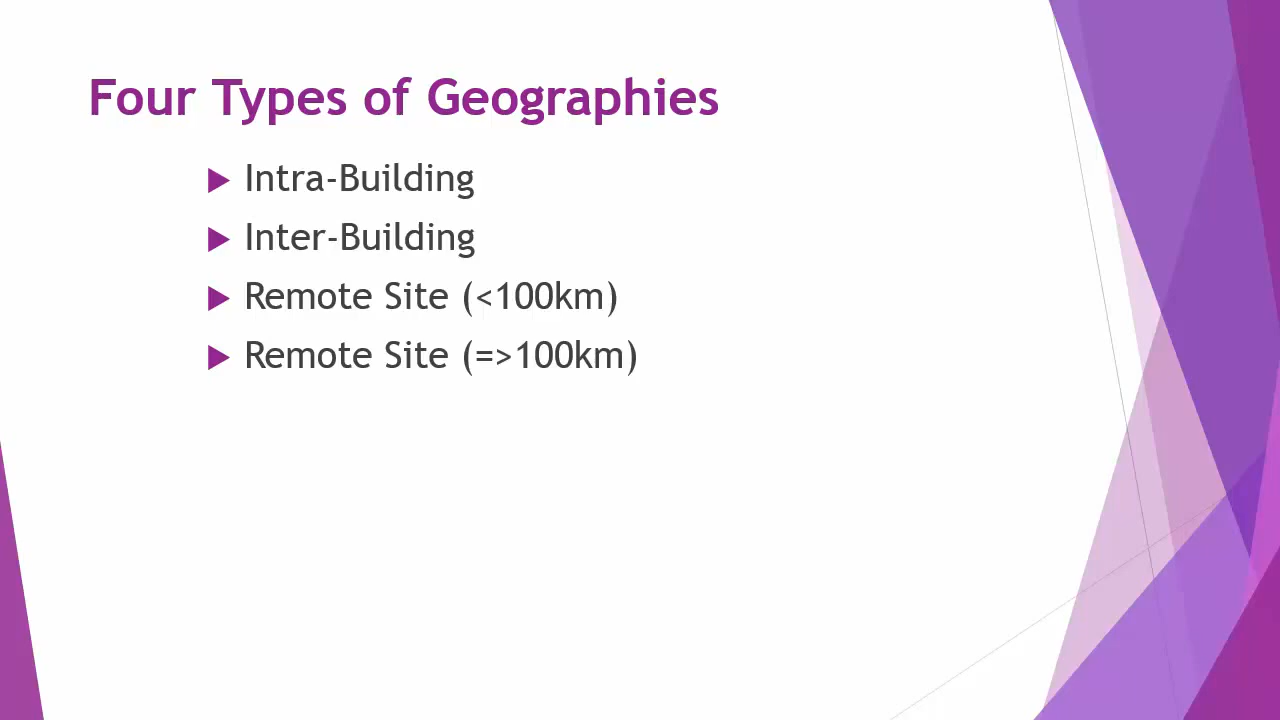 Four Types of Geographies
Intra-Building
Inter-Building
Remote Site (<100km)
Remote Site (=>100km)